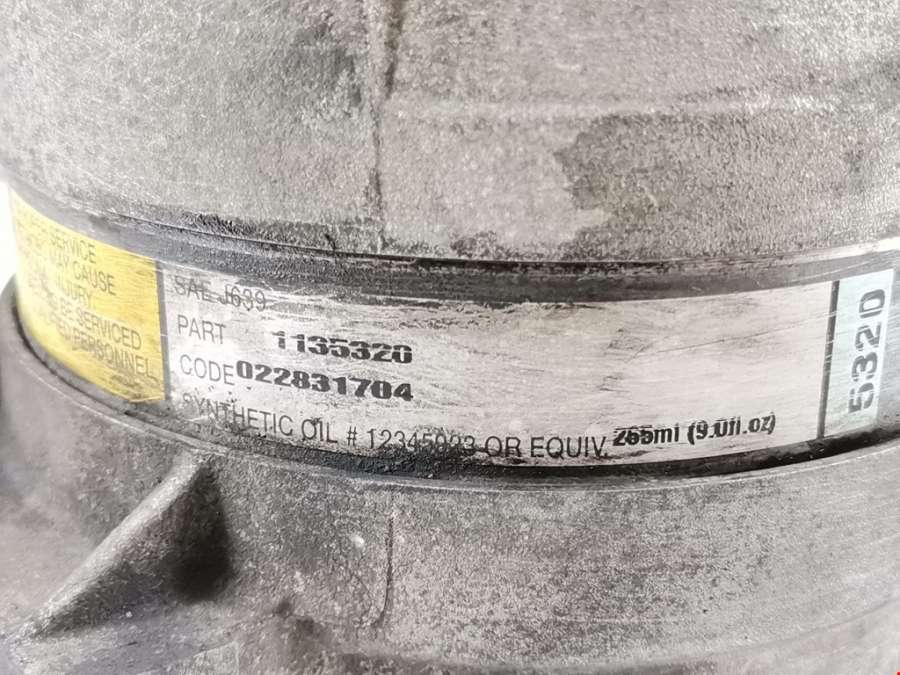 SERVICE
MAY CAUSE
INJURY
BE SERVICED
PERSONNEL
SAE J639
PART 1135320
CODE 022831704
SYNTHETIC OIL # 12345923 OR EQUIV. 265ml (9.0fl.oz)
5320